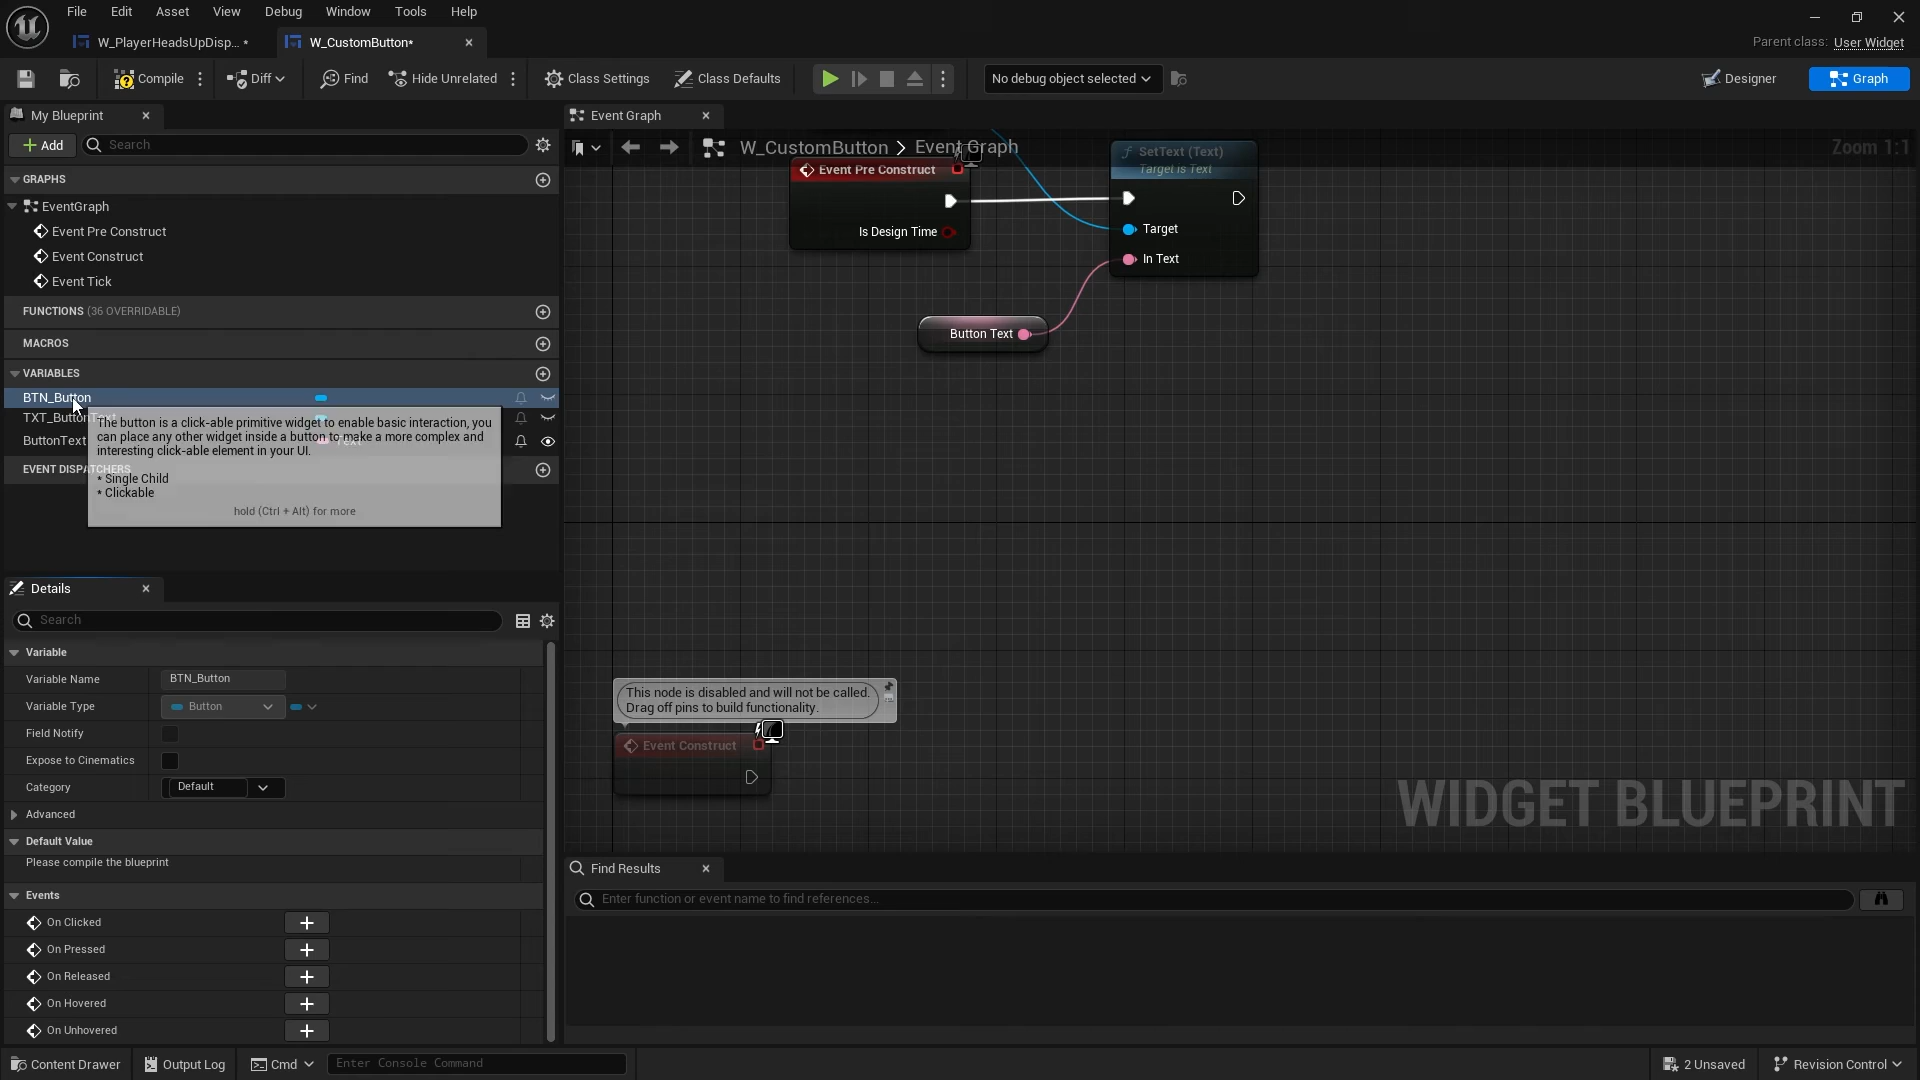 File Edit Asset View Debug Window Tools Help
W_PlayerHeadsUpDisp... *
W_CustomButton*
Parent class: User Widget
Compile
Diff
Find
Hide Unrelated
Class Settings
Class Defaults
No debug object selected
Designer
Graph
My Blueprint
Add
Search
GRAPHS
EventGraph
Event Pre Construct
Event Construct
Event Tick
FUNCTIONS (36 OVERRIDABLE)
MACROS
VARIABLES
BTN_Button
TXT_Button
ButtonText
Text
EVENT DISPATCHERS
The button is a click-able primitive widget to enable basic interaction, you
can place any other widget inside a button to make a more complex and
interesting click-able element in your UI.
* Single Child
* Clickable
hold (Ctrl + Alt) for more
Details
Search
Variable
Variable Name BTN_Button
Variable Type Button
Field Notify
Expose to Cinematics
Category Default
Advanced
Default Value
Please compile the blueprint
Events
On Clicked
On Pressed
On Released
On Hovered
On Unhovered
Event Graph
W_CustomButton > Event Graph
Zoom 1:1
Event Pre Construct
Is Design Time
SetText (Text)
Target is Text
Target
In Text
Button Text
This node is disabled and will not be called.
Drag off pins to build functionality.
Event Construct
WIDGET BLUEPRINT
Find Results
Enter function or event name to find references...
Content Drawer
Output Log
Cmd
Enter Console Command
2 Unsaved
Revision Control